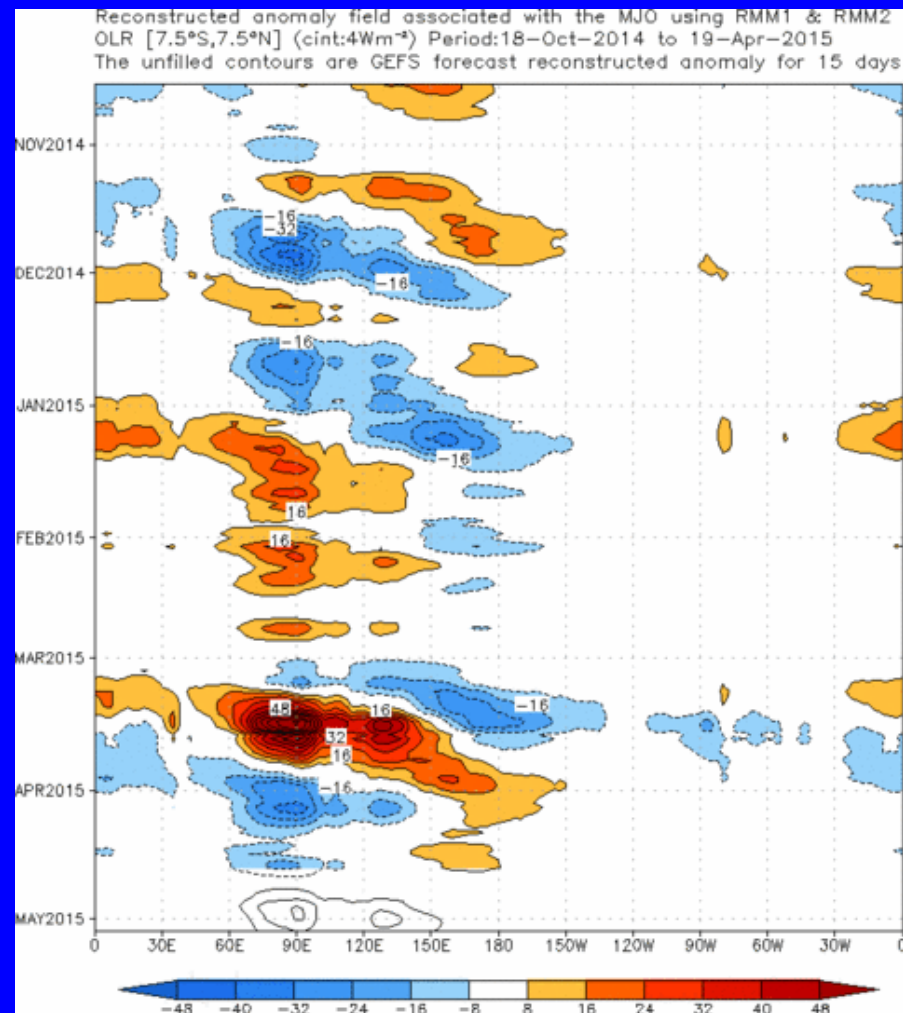 Reconstructed anomaly field associated with the MJO using RMM1 & RMM2
OLR [7.5°S,7.5°N] (cint:4Wm⁻²) Period:18-Oct-2014 to 19-Apr-2015
The unfilled contours are GEFS forecast reconstructed anomaly for 15 days
NOV2014
-16
-32
DEC2014
-16
-16
JAN2015
-16
16
FEB2015
16
MAR2015
48
16
-16
32
16
APR2015
-16
MAY2015
0 30E 60E 90E 120E 150E 180 150W 120W 90W 60W 30W 0
-48 -40 -32 -24 -16 -8 8 16 24 32 40 48